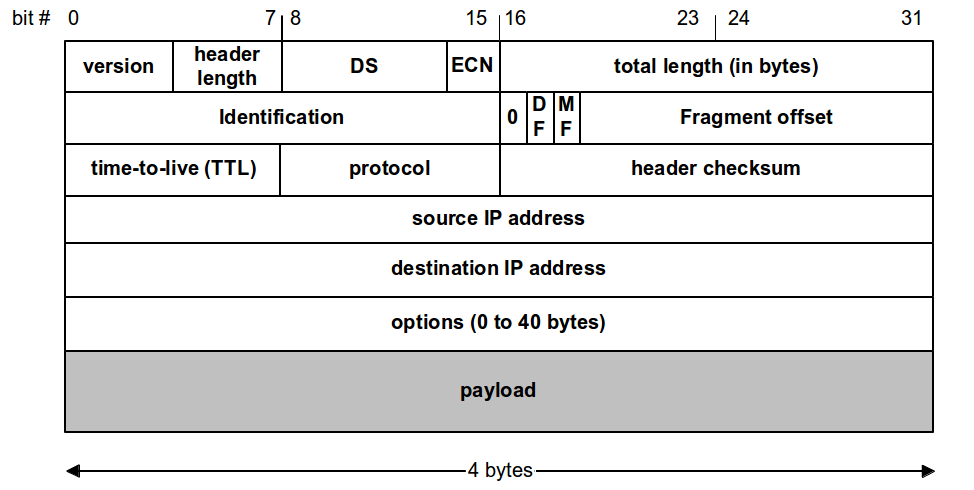 bit # 0 7 8 15 16 23 24 31
version header length DS ECN total length (in bytes)
Identification 0 DF MF Fragment offset
time-to-live (TTL) protocol header checksum
source IP address
destination IP address
options (0 to 40 bytes)
payload
4 bytes